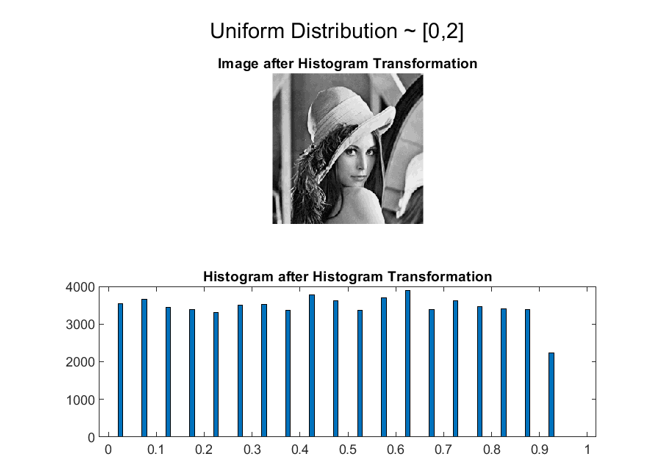 Uniform Distribution ~ [0,2]
Image after Histogram Transformation
Histogram after Histogram Transformation
4000
3000
2000
1000
0
0 0.1 0.2 0.3 0.4 0.5 0.6 0.7 0.8 0.9 1